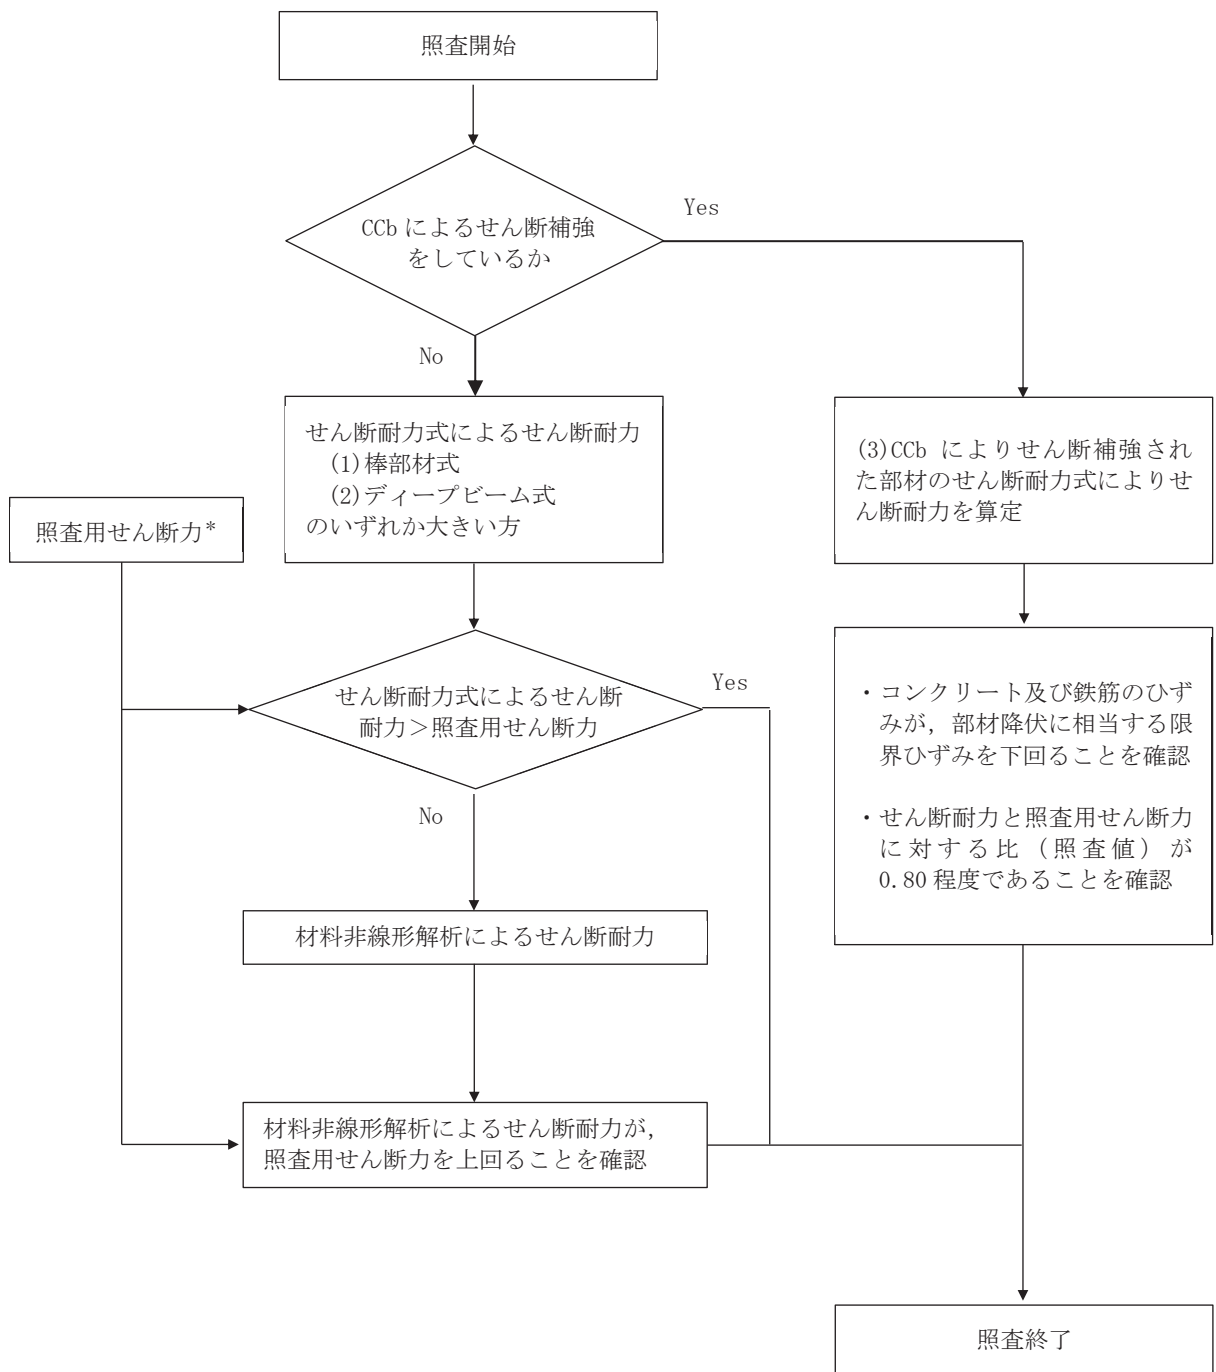 照査開始
CCb によるせん断補強
をしているか
Yes
No
せん断耐力式によるせん断耐力
(1)棒部材式
(2)ディープビーム式
のいずれか大きい方
(3)CCb によりせん断補強され
た部材のせん断耐力式によりせ
ん断耐力を算定
照査用せん断力*
せん断耐力式によるせん断
耐力＞照査用せん断力
Yes
No
・コンクリート及び鉄筋のひず
みが，部材降伏に相当する限
界ひずみを下回ることを確認
・せん断耐力と照査用せん断力
に対する比（照査値）が
0.80 程度であることを確認
材料非線形解析によるせん断耐力
材料非線形解析によるせん断耐力が，
照査用せん断力を上回ることを確認
照査終了